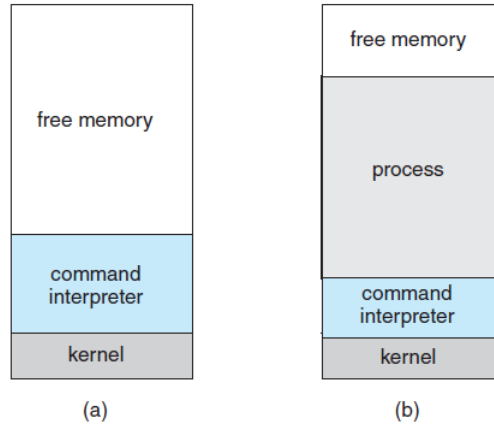 free memory
command
interpreter
kernel
(a)
free memory
process
command
interpreter
kernel
(b)